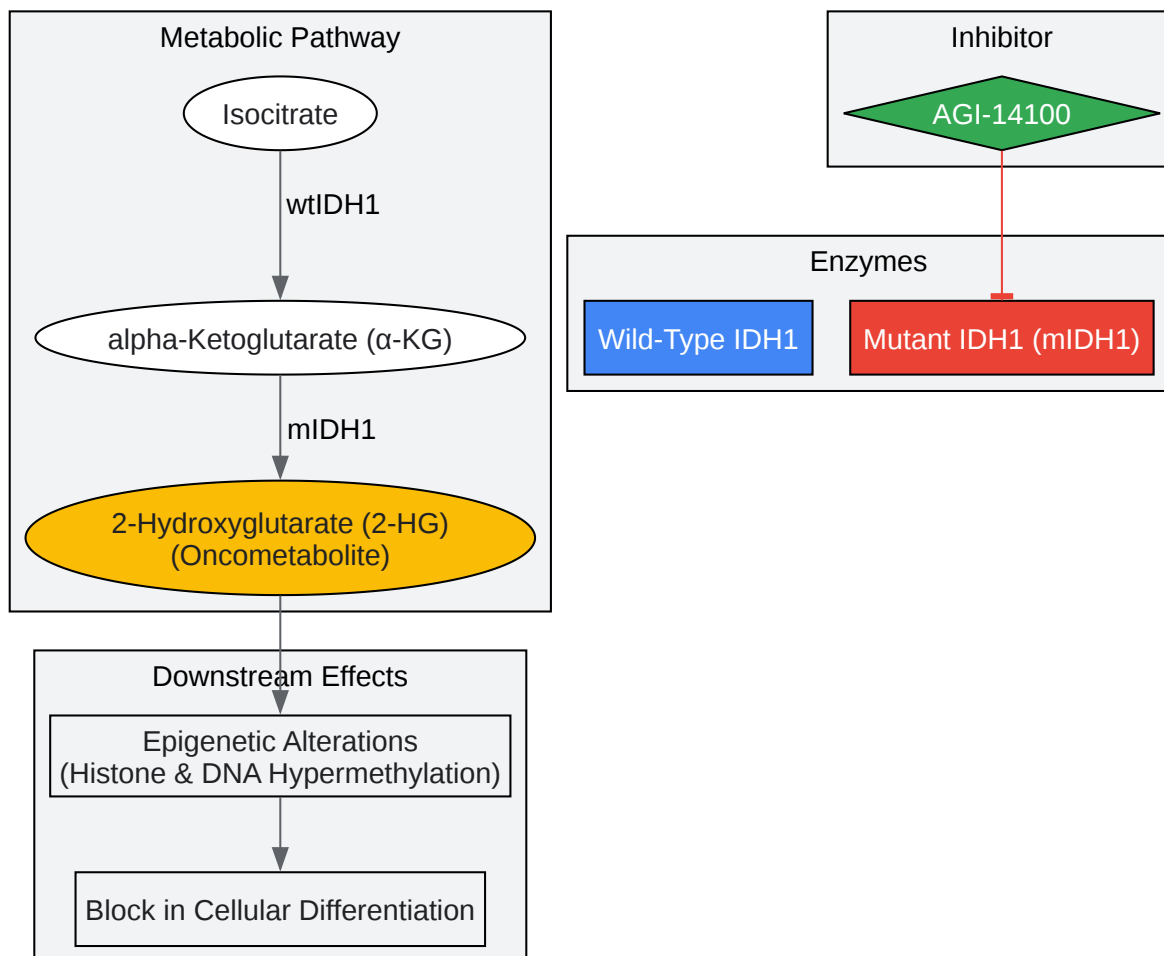 Metabolic Pathway
Isocitrate
wtIDH1
alpha-Ketoglutarate (α-KG)
mIDH1
2-Hydroxyglutarate (2-HG)
(Oncometabolite)
Downstream Effects
Epigenetic Alterations
(Histone & DNA Hypermethylation)
Block in Cellular Differentiation
Inhibitor
AGI-14100
Enzymes
Wild-Type IDH1
Mutant IDH1 (mIDH1)